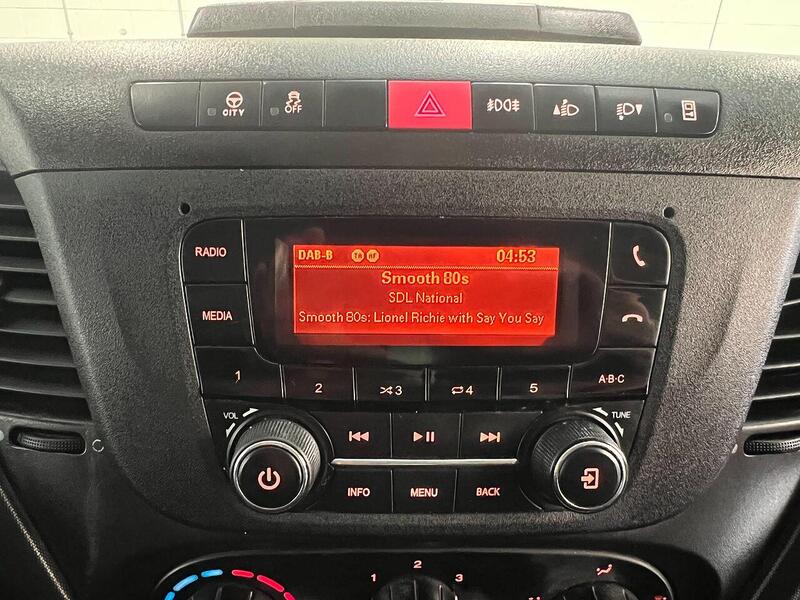 CITY
OFF
RADIO
MEDIA
DAB-B TA AF 04:53
Smooth 80s
SDL National
Smooth 80s: Lionel Richie with Say You Say
1 2 3 4 5 A·B·C
VOL
TUNE
INFO MENU BACK
1 2 3